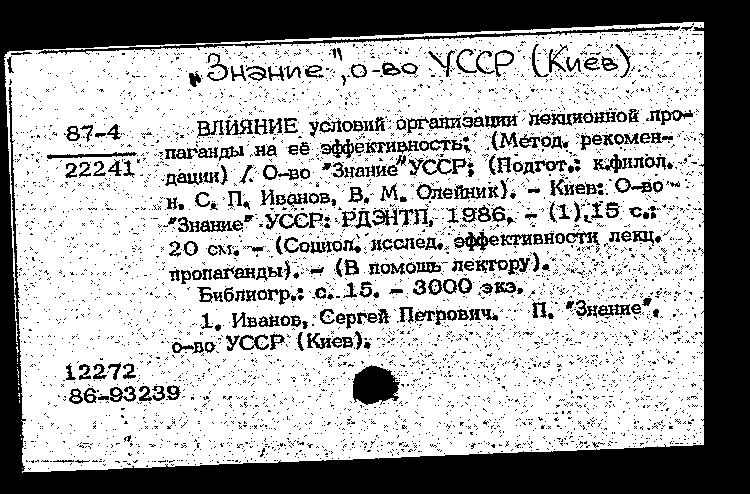 „Знание", о-во УССР (Киев)
87-4
22241
ВЛИЯНИЕ условий организации лекционной про-
паганды на её эффективность: (Метод. рекомен-
дации) / О-во "Знание" УССР; (Подгот.: к.филол.
н. С. П. Иванов, В. М. Олейник). - Киев: О-во
"Знание" УССР: РДЭНТП, 1986. - (1),15 с.;
20 см. - (Социол. исслед. эффективности лекц.
пропаганды). - (В помощь лектору).
Библиогр.: с. 15. - 3000 экз.
1. Иванов, Сергей Петрович. П. "Знание",
о-во УССР (Киев).
12272
86-93239